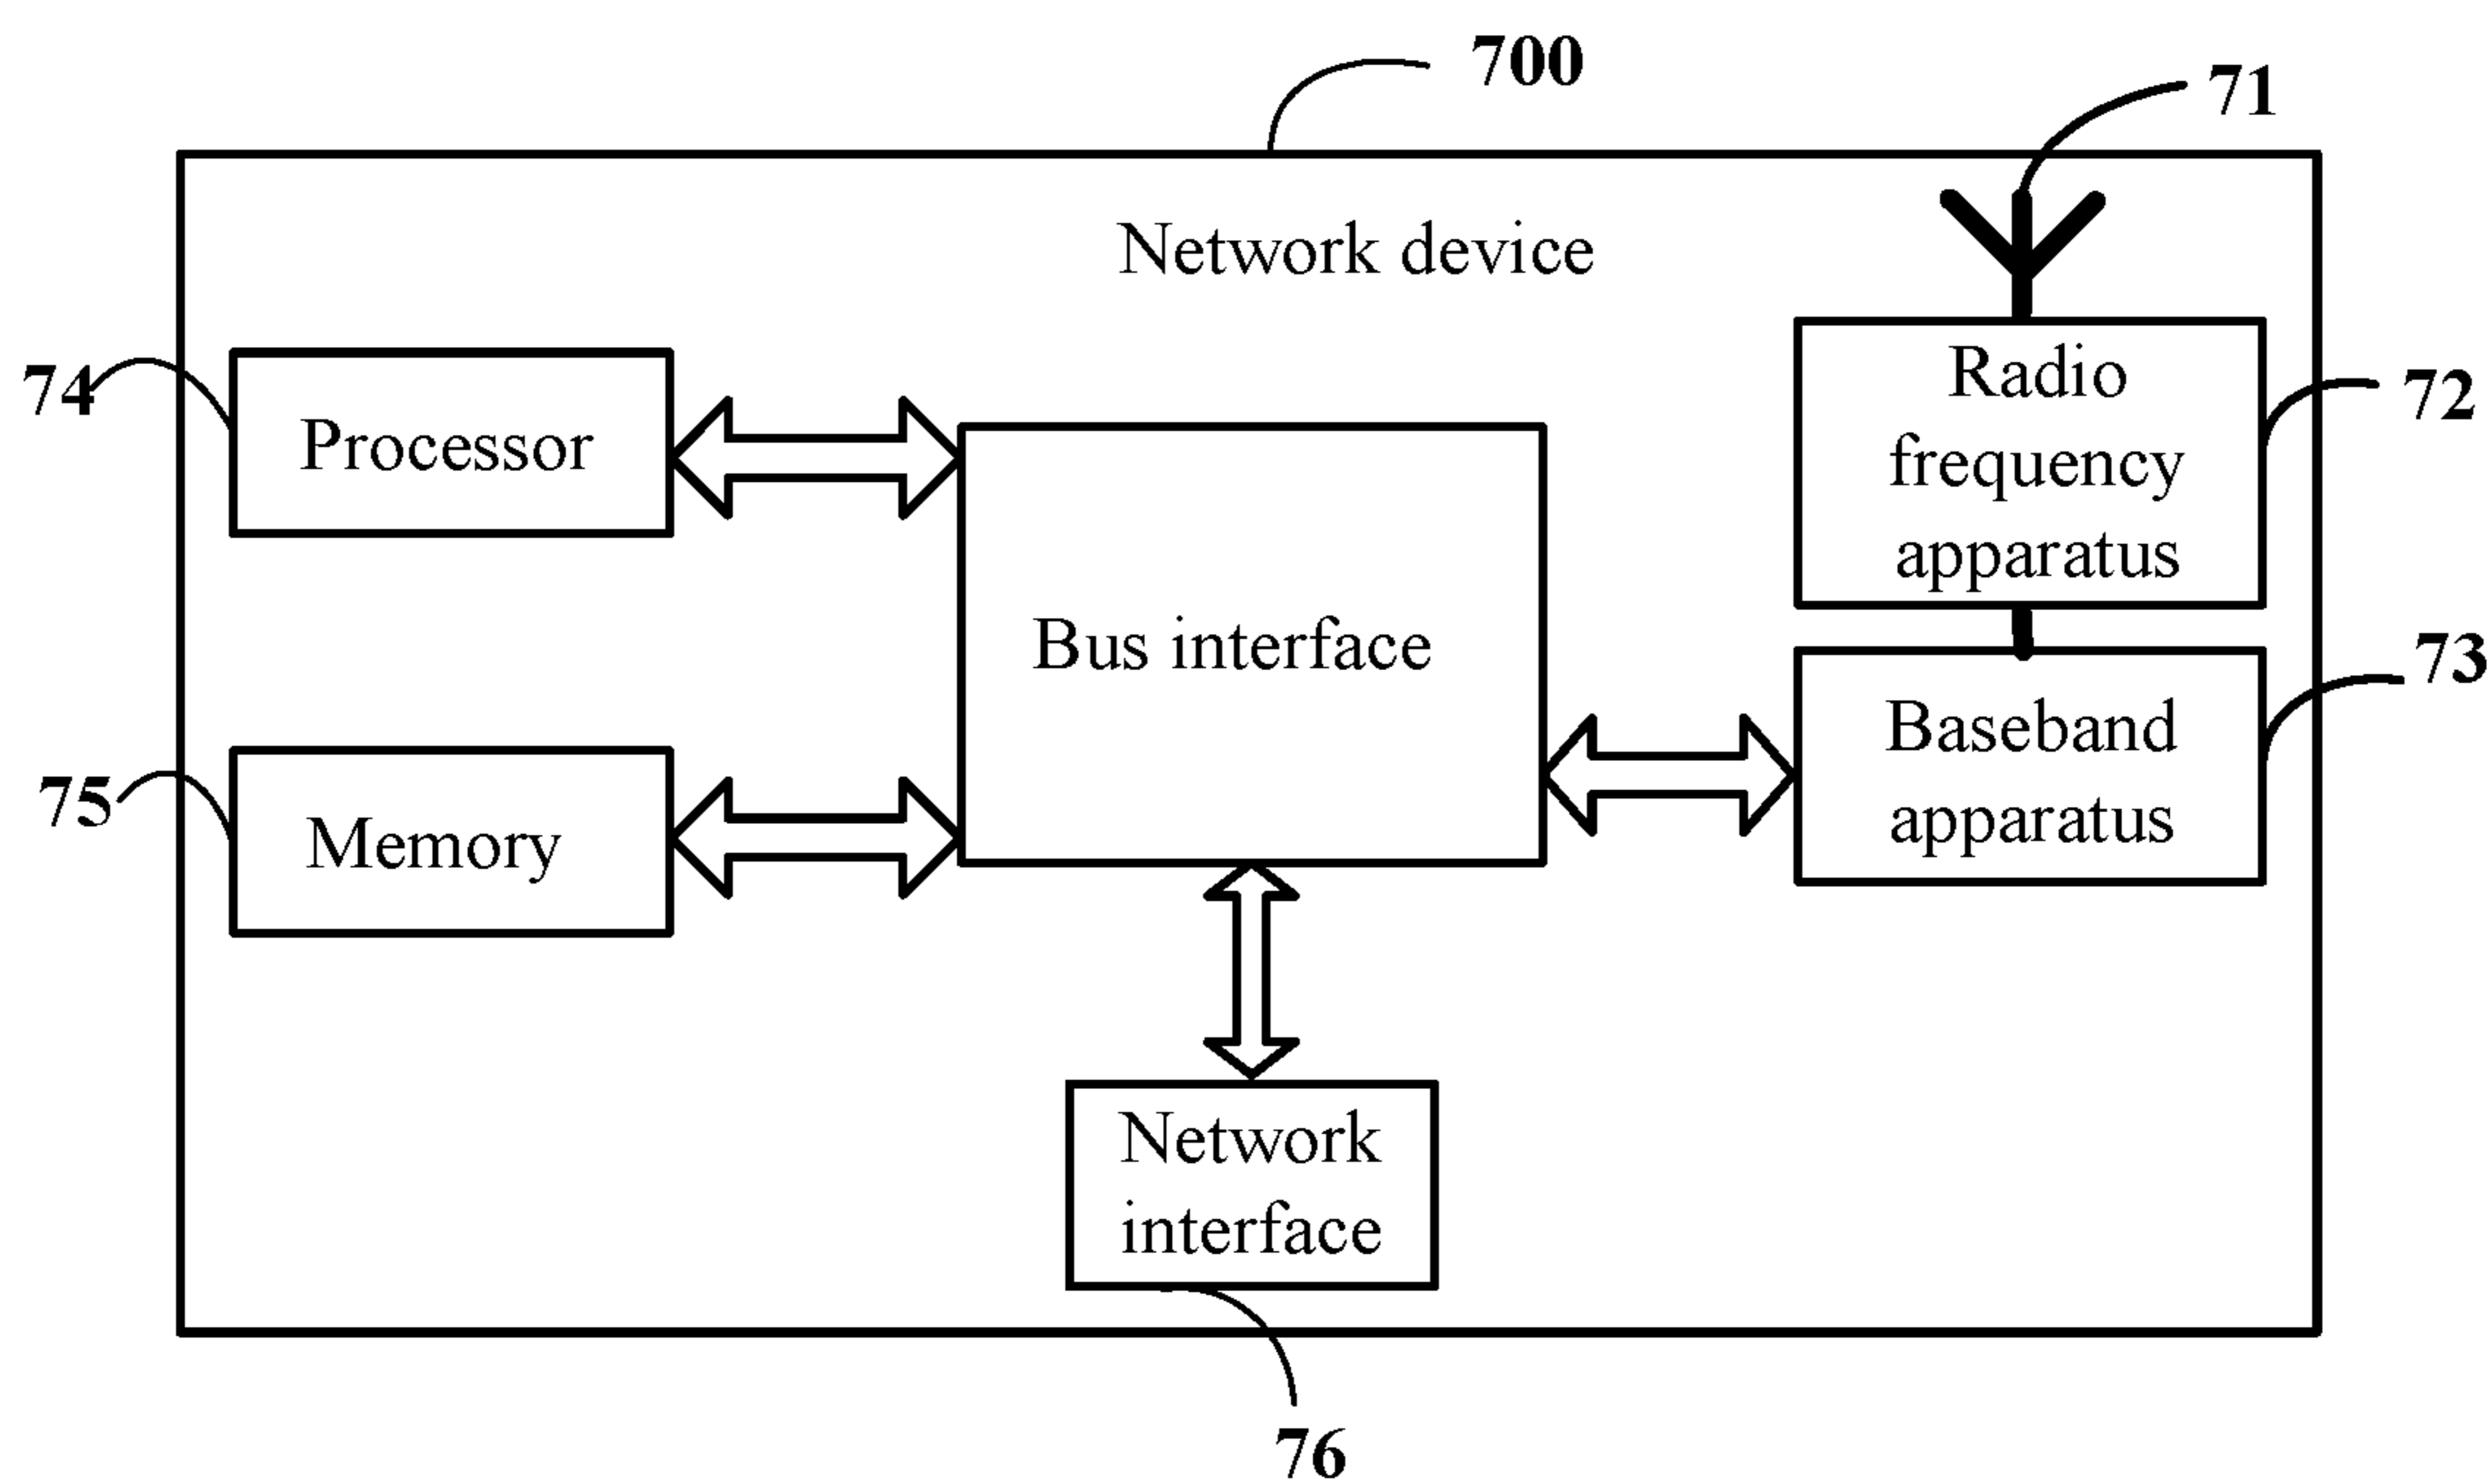 700
71
Network device
74
Processor
Radio
frequency
apparatus
72
Bus interface
73
Baseband
apparatus
75
Memory
Network
interface
76